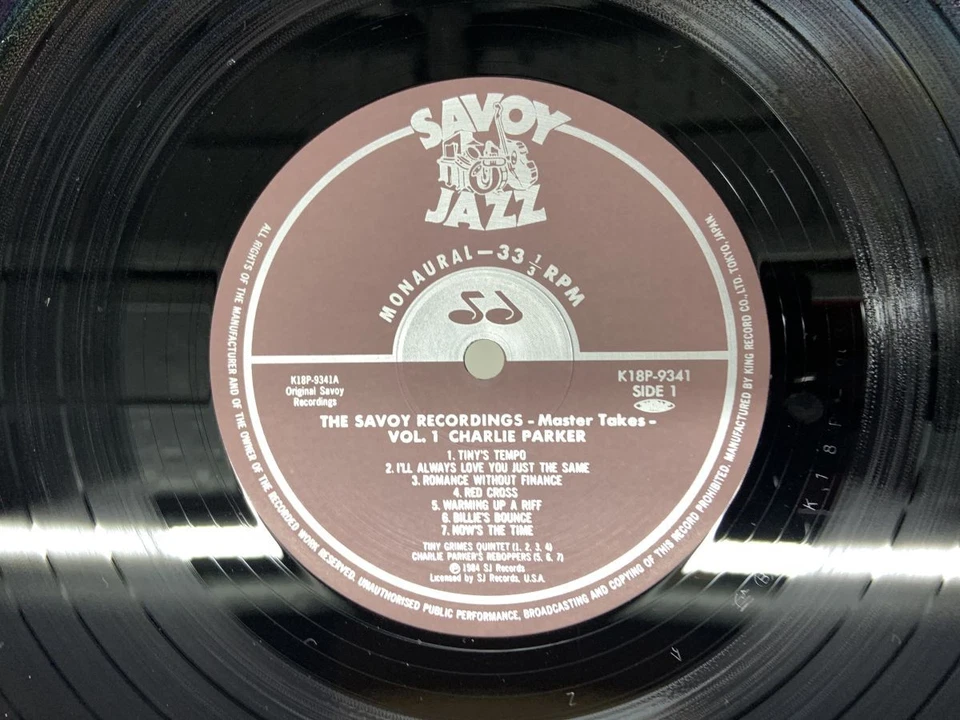 SAVOY
JAZZ
MONAURAL—33 1/3 RPM
K18P-9341A
Original Savoy
Recordings
K18P-9341
SIDE 1
THE SAVOY RECORDINGS - Master Takes -
VOL. 1 CHARLIE PARKER
1. TINY'S TEMPO
2. I'LL ALWAYS LOVE YOU JUST THE SAME
3. ROMANCE WITHOUT FINANCE
4. RED CROSS
5. WARMING UP A RIFF
6. BILLIE'S BOUNCE
7. NOW'S THE TIME
TINY GRIMES QUINTET (1, 2, 3, 4)
CHARLIE PARKER'S REBOPPERS (5, 6, 7)
Ⓟ 1984 SJ Records
Licensed by SJ Records, U.S.A.
ALL RIGHTS OF THE MANUFACTURER AND OF THE OWNER OF THE RECORDED WORK RESERVED. UNAUTHORISED PUBLIC PERFORMANCE, BROADCASTING AND COPYING OF THIS RECORD PROHIBITED. MANUFACTURED BY KING RECORD CO., LTD. TOKYO, JAPAN.